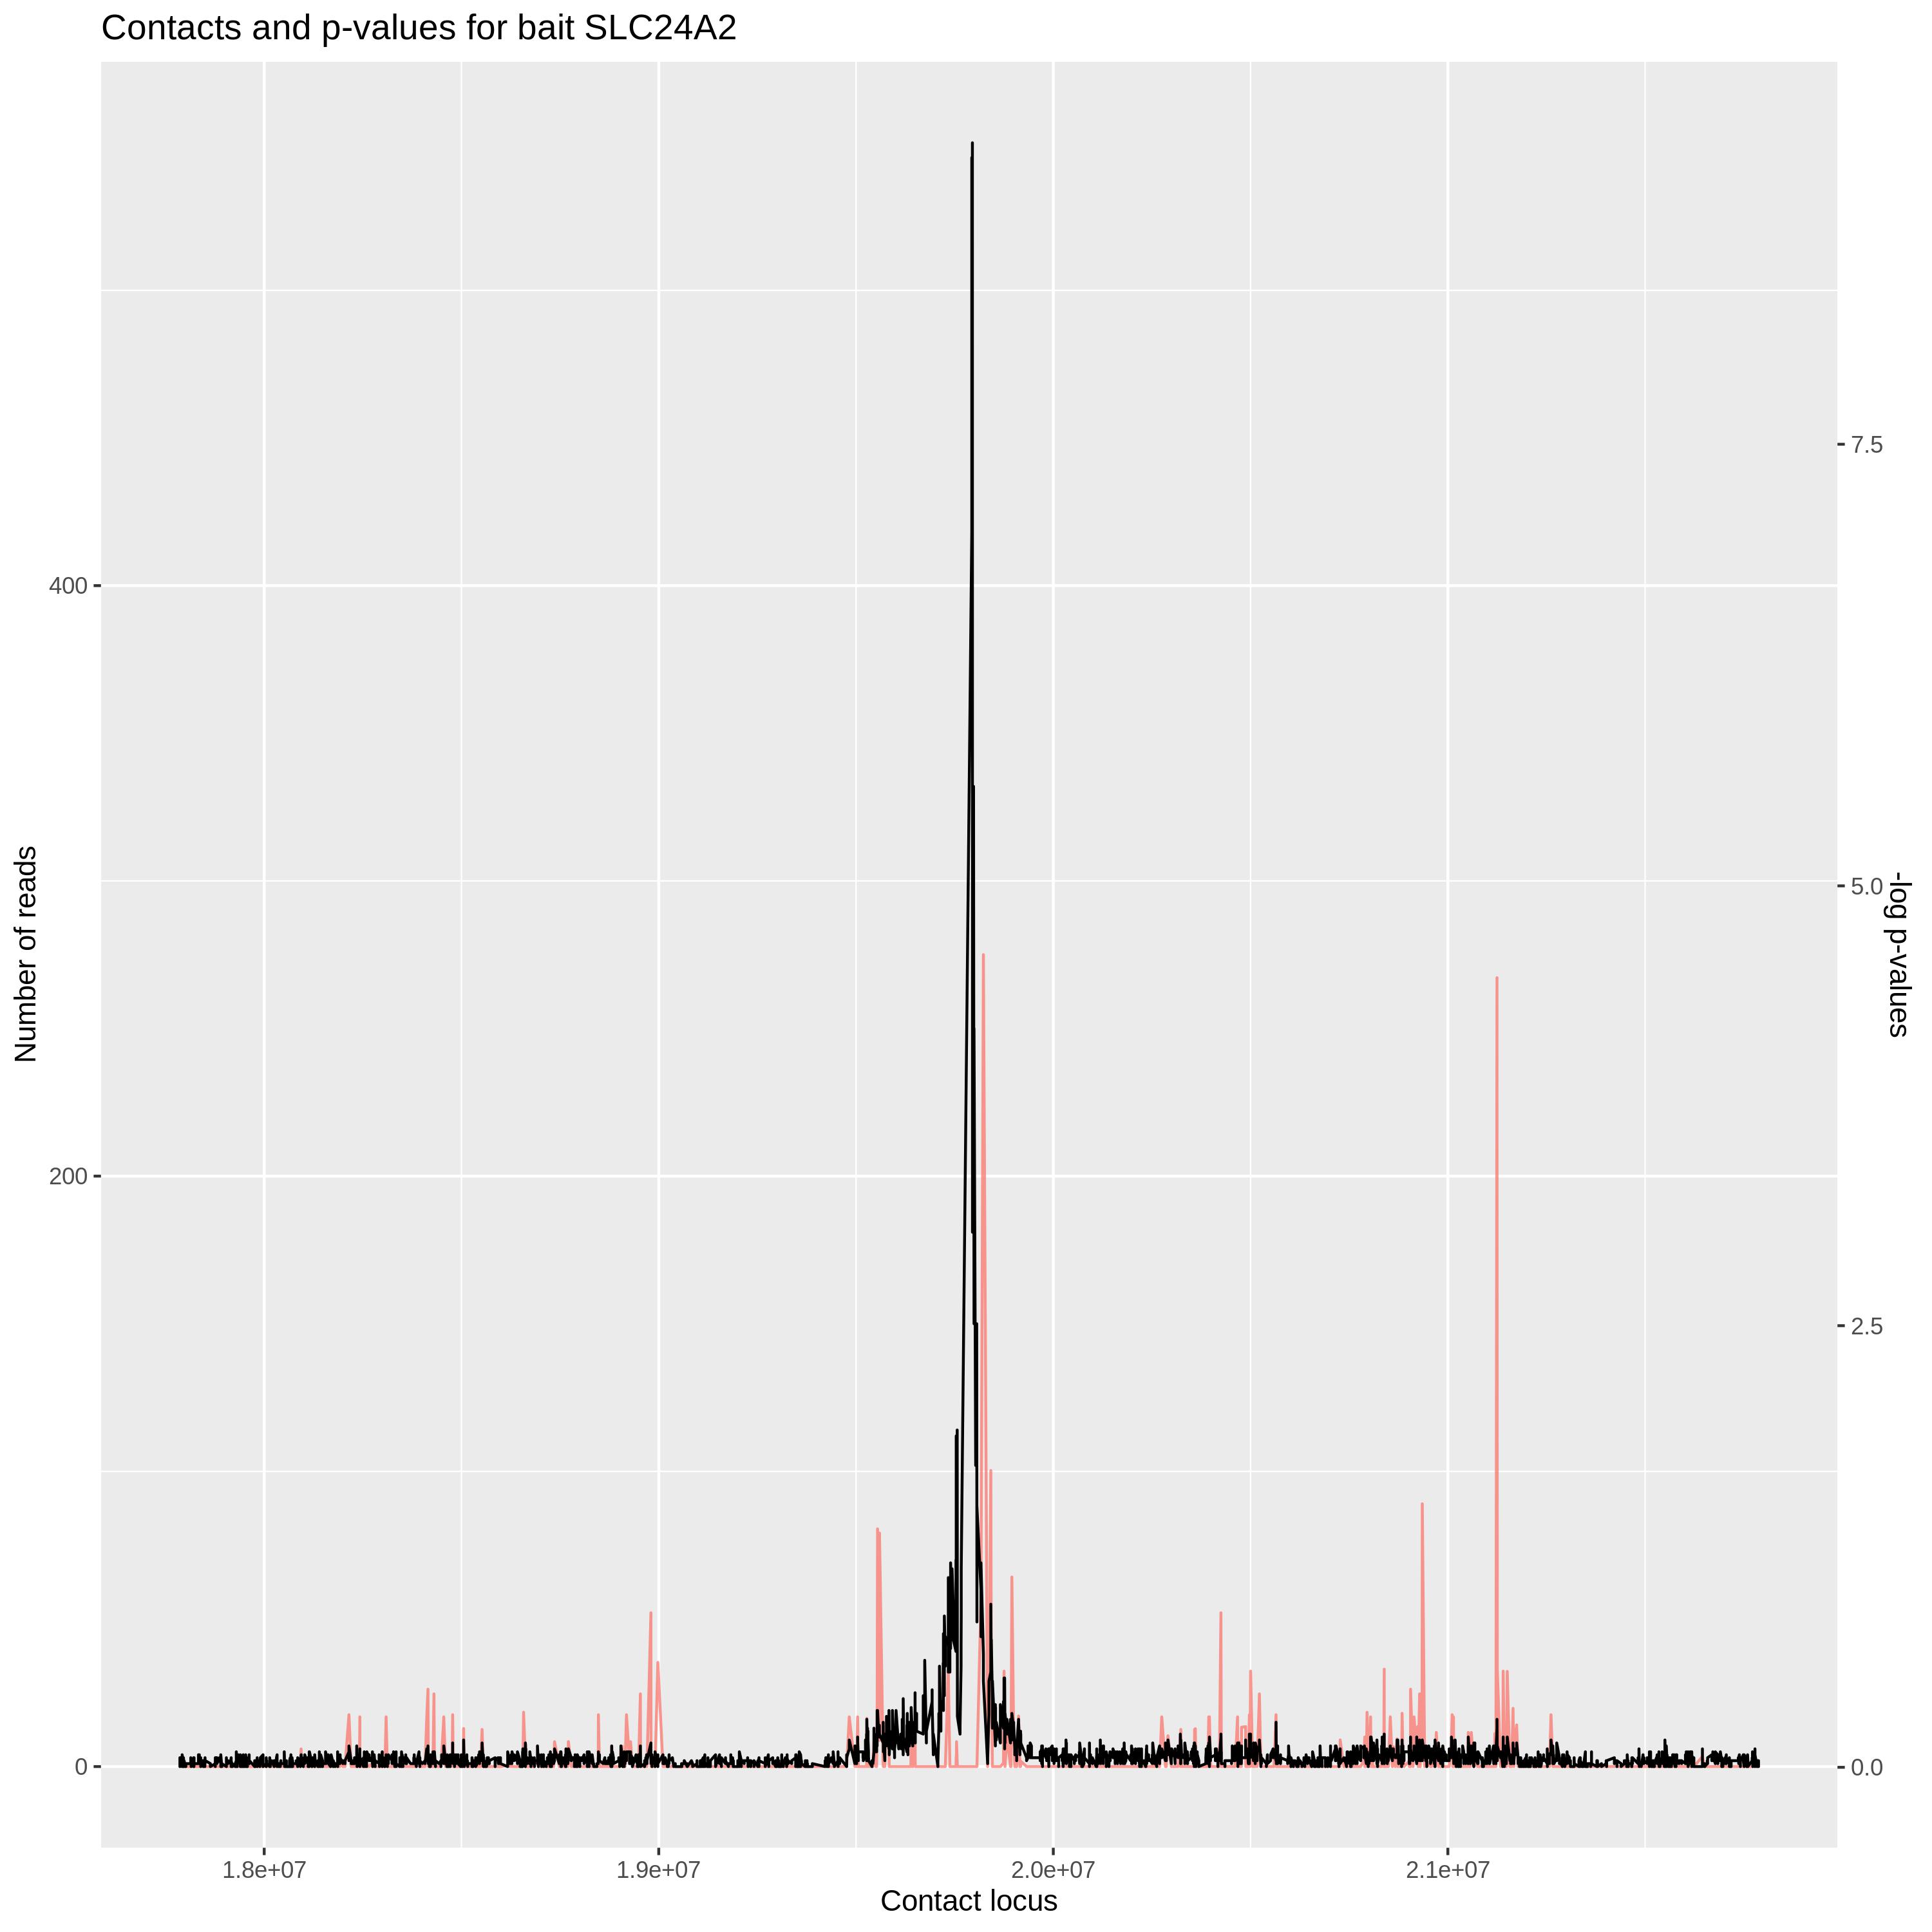 Contacts and p-values for bait SLC24A2
Number of reads
400
200
0
7.5
5.0
2.5
0.0
-log p-values
1.8e+07
1.9e+07
2.0e+07
2.1e+07
Contact locus